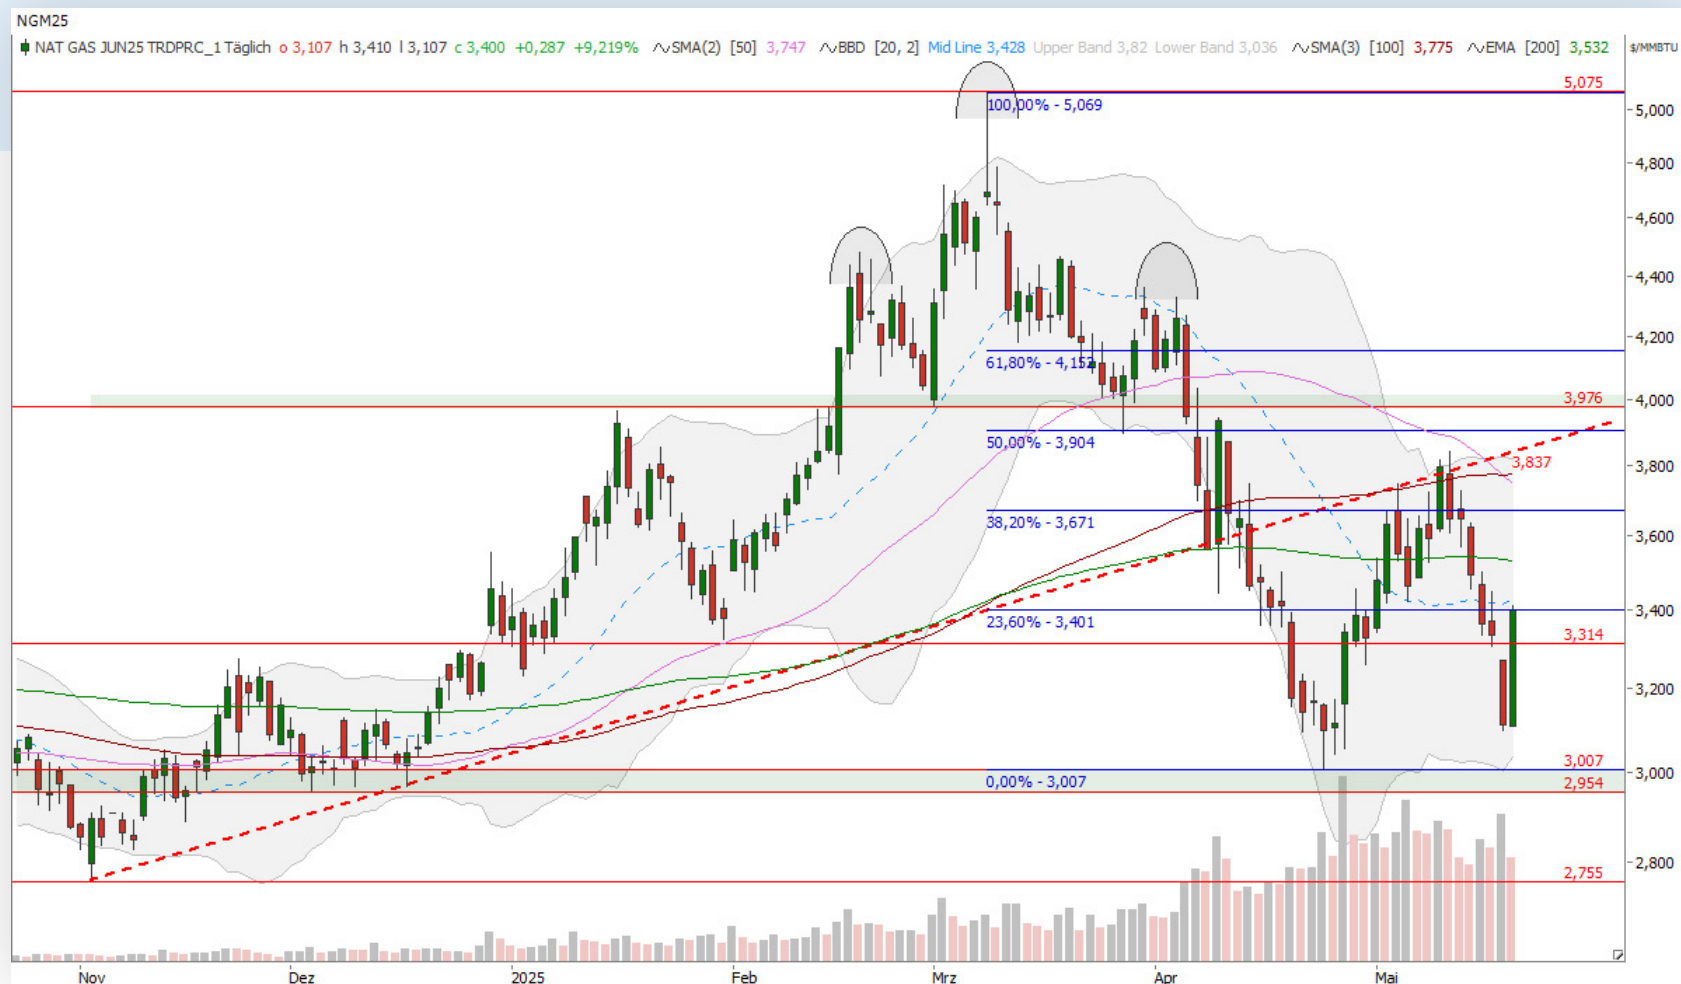 NGM25
NAT GAS JUN25 TRDPRC_1 Täglich o 3,107 h 3,410 l 3,107 c 3,400 +0,287 +9,219% SMA(2) [50] 3,747 BBD [20, 2] Mid Line 3,428 Upper Band 3,82 Lower Band 3,036 SMA(3) [100] 3,775 EMA [200] 3,532 $/MMBTU
5,075
100,00% - 5,069
5,000
4,800
4,600
4,400
4,200
61,80% - 4,152
3,976
4,000
50,00% - 3,904
3,837
3,800
38,20% - 3,671
3,600
3,400
23,60% - 3,401
3,314
3,200
3,007
3,000
0,00% - 3,007
2,954
2,800
2,755
Nov Dez 2025 Feb Mrz Apr Mai